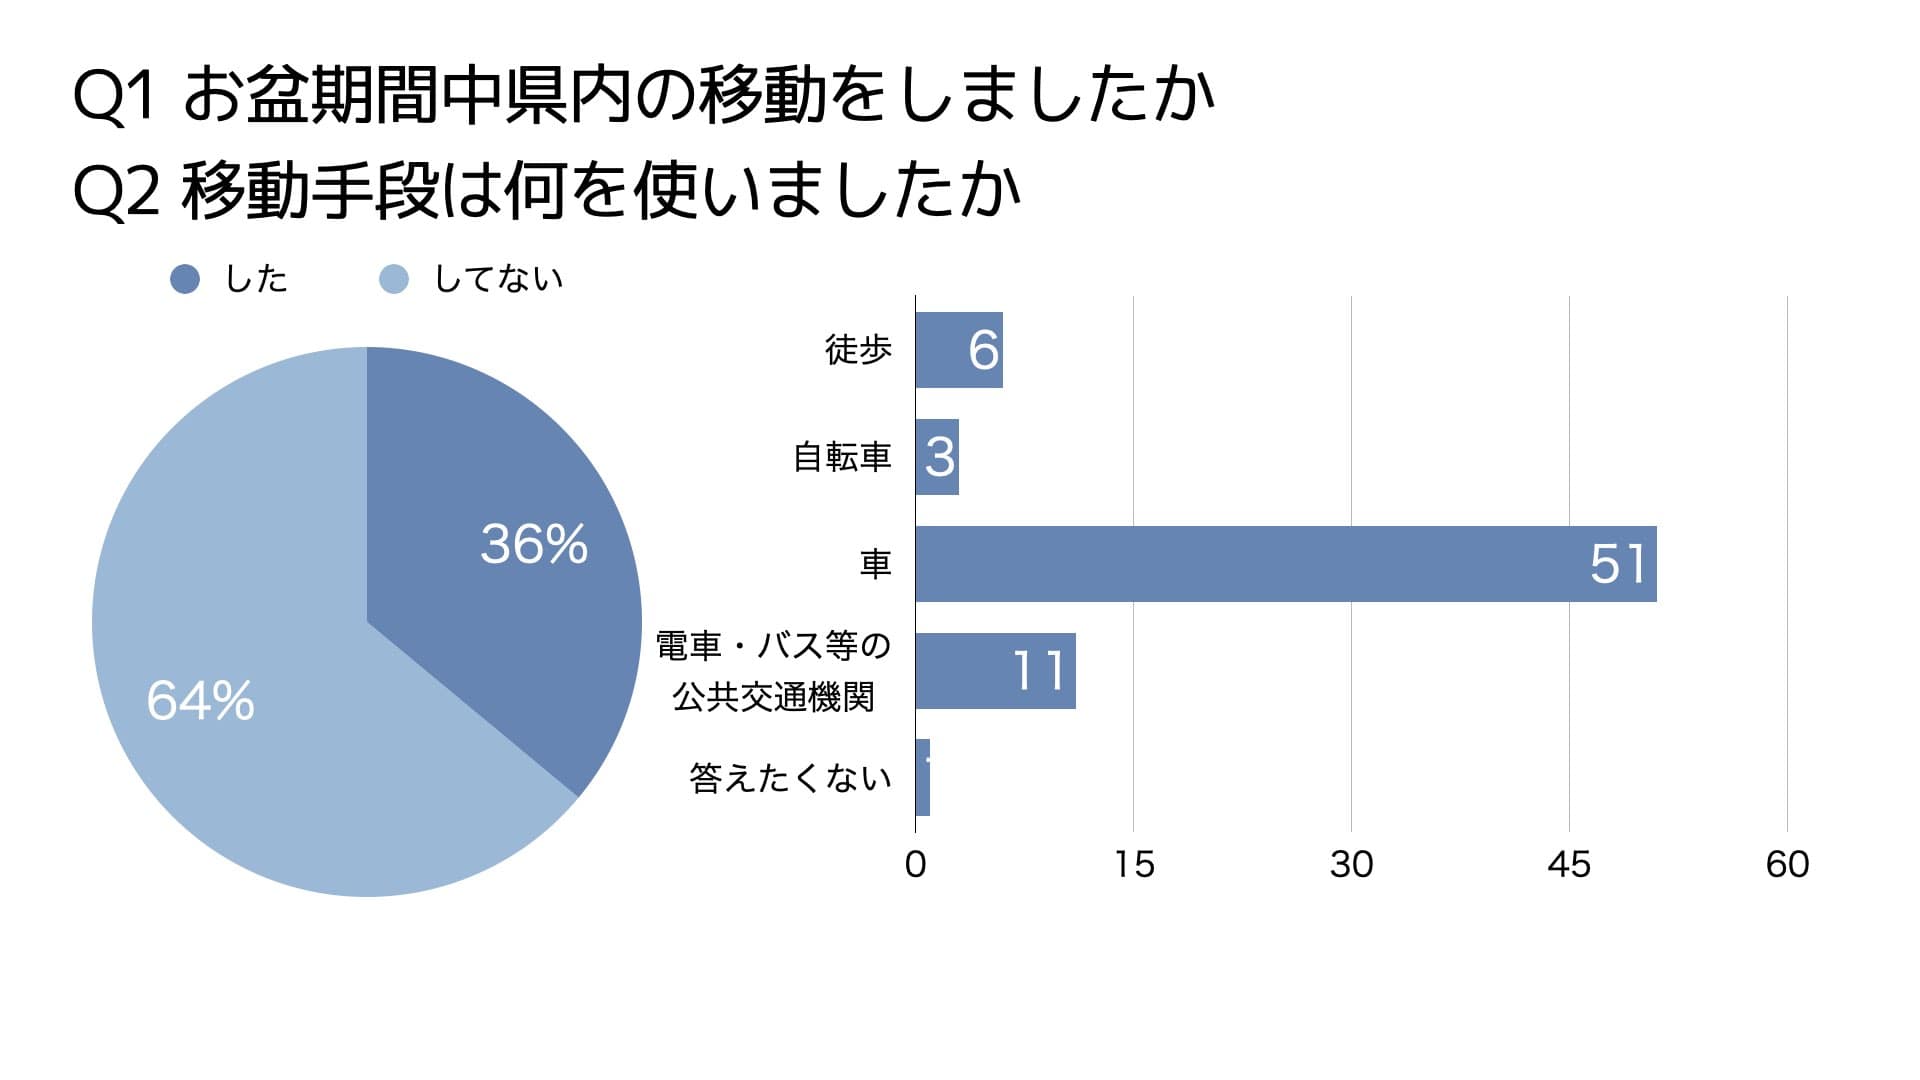 Q1 お盆期間中県内の移動をしましたか
Q2 移動手段は何を使いましたか
した
してない
36%
64%
徒歩
6
自転車
3
車
51
電車・バス等の
公共交通機関
11
答えたくない
0 15 30 45 60